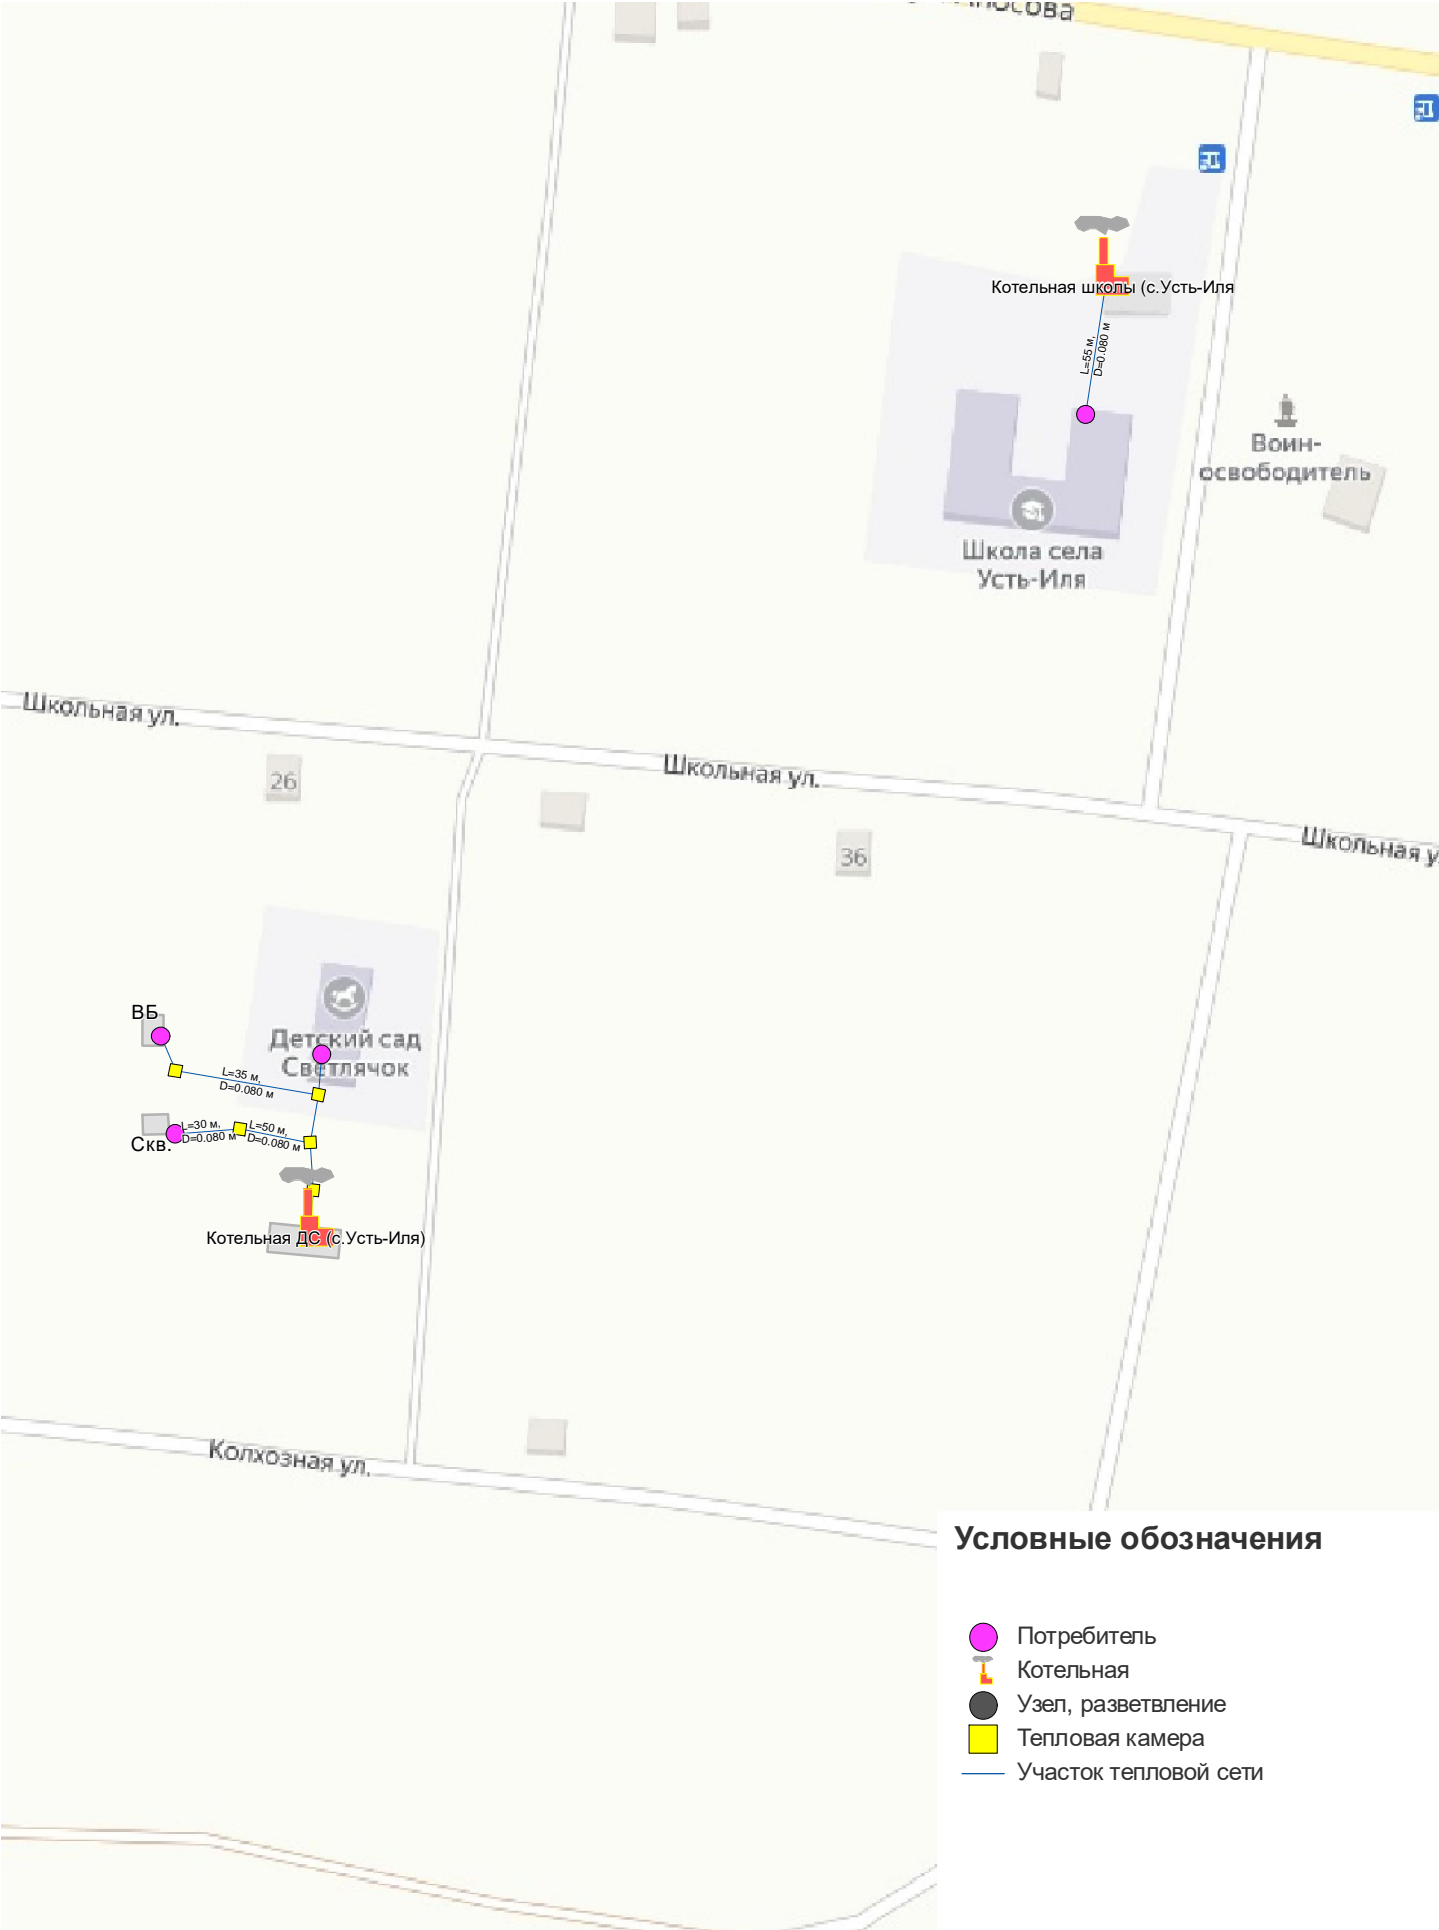 Котельная школы (с.Усть-Иля
L=55 м,
D=0.080 м
Воин-
освободитель
Школа села
Усть-Иля
Школьная ул.
Школьная ул.
Школьная у
26
36
ВБ
Детский сад
Светлячок
L=35 м,
D=0.080 м
L=30 м,
D=0.080 м
L=50 м,
D=0.080 м
Скв.
Котельная ДС (с.Усть-Иля)
Колхозная ул.
Условные обозначения
Потребитель
Котельная
Узел, разветвление
Тепловая камера
Участок тепловой сети